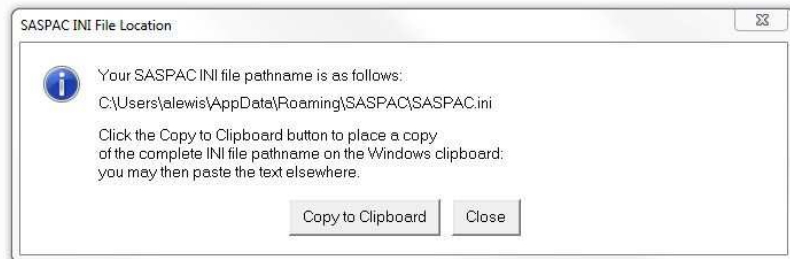 SASPAC INI File Location
Your SASPAC INI file pathname is as follows:
C:\Users\alewis\AppData\Roaming\SASPAC\SASPAC.ini
Click the Copy to Clipboard button to place a copy
of the complete INI file pathname on the Windows clipboard:
you may then paste the text elsewhere.
Copy to Clipboard Close